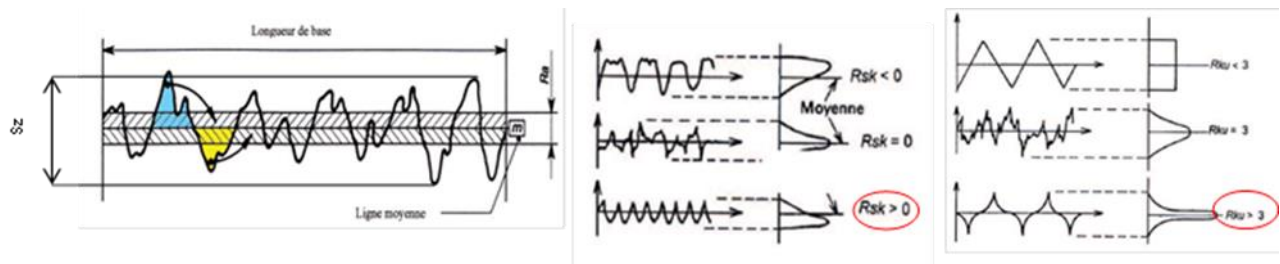 Longueur de base
Sz
Ra
m
Ligne moyenne
Rsk < 0
Moyenne
Rsk = 0
Rsk > 0
Rku < 3
Rku = 3
Rku > 3